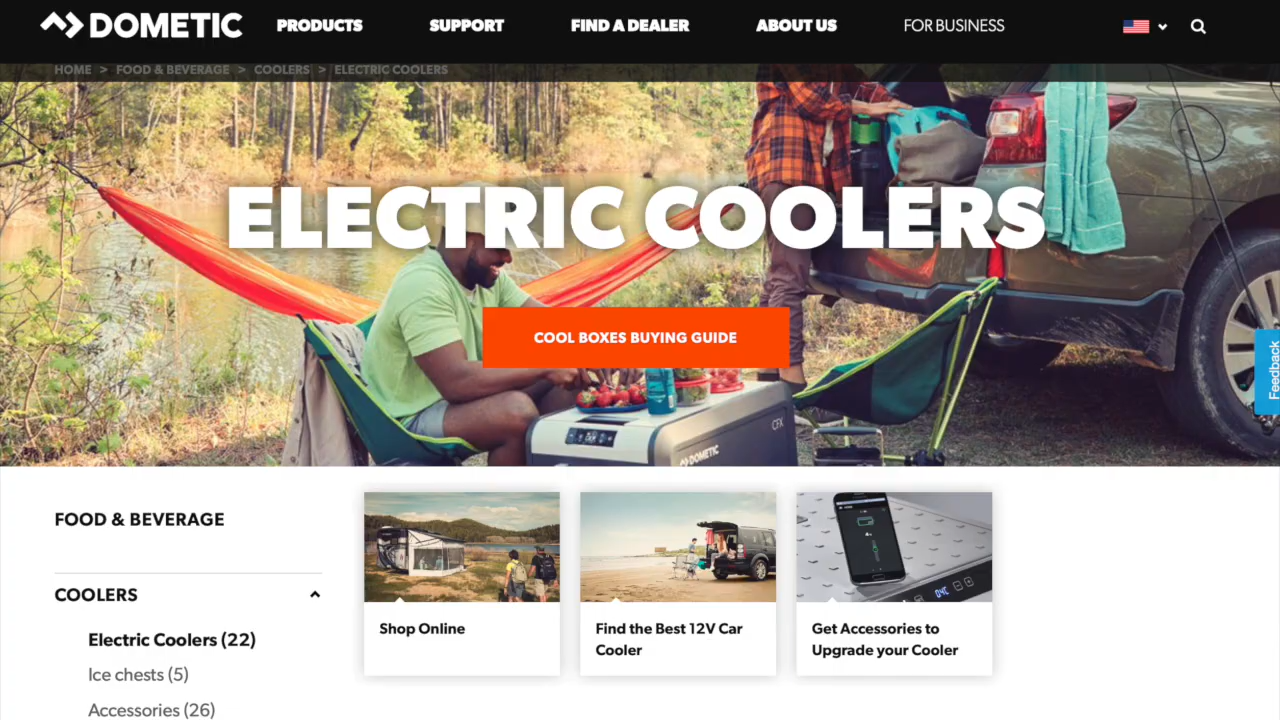 DOMETIC PRODUCTS SUPPORT FIND A DEALER ABOUT US FOR BUSINESS
HOME > FOOD & BEVERAGE > COOLERS > ELECTRIC COOLERS
ELECTRIC COOLERS
COOL BOXES BUYING GUIDE
Feedback
CFX
DOMETIC
FOOD & BEVERAGE
COOLERS
Electric Coolers (22)
Ice chests (5)
Accessories (26)
Shop Online
Find the Best 12V Car
Cooler
Get Accessories to
Upgrade your Cooler